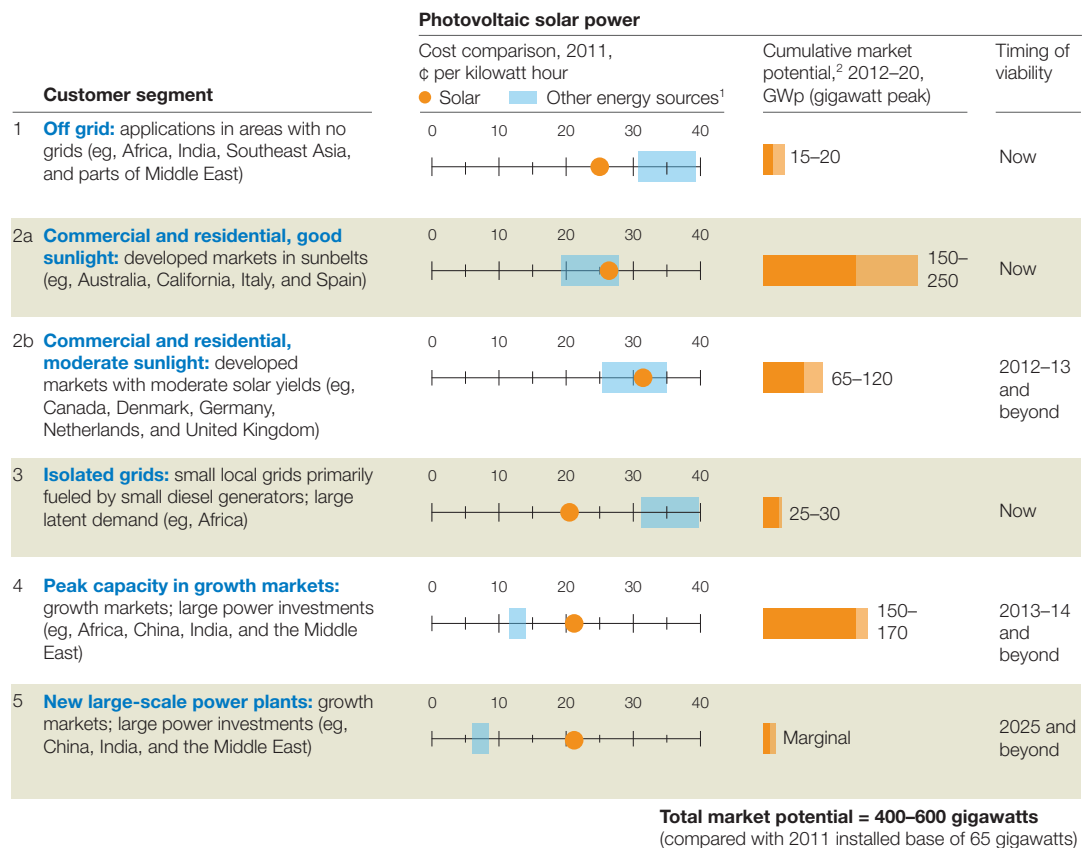 Photovoltaic solar power
Cost comparison, 2011,
¢ per kilowatt hour
Cumulative market
potential,² 2012–20,
GWp (gigawatt peak)
Timing of
viability
Customer segment
Solar
Other energy sources¹
1 Off grid: applications in areas with no
grids (eg, Africa, India, Southeast Asia,
and parts of Middle East)
0 10 20 30 40
15–20
Now
2a Commercial and residential, good
sunlight: developed markets in sunbelts
(eg, Australia, California, Italy, and Spain)
0 10 20 30 40
150–
250
Now
2b Commercial and residential,
moderate sunlight: developed
markets with moderate solar yields (eg,
Canada, Denmark, Germany,
Netherlands, and United Kingdom)
0 10 20 30 40
65–120
2012–13
and
beyond
3 Isolated grids: small local grids primarily
fueled by small diesel generators; large
latent demand (eg, Africa)
0 10 20 30 40
25–30
Now
4 Peak capacity in growth markets:
growth markets; large power investments
(eg, Africa, China, India, and the Middle
East)
0 10 20 30 40
150–
170
2013–14
and
beyond
5 New large-scale power plants: growth
markets; large power investments (eg,
China, India, and the Middle East)
0 10 20 30 40
Marginal
2025 and
beyond
Total market potential = 400–600 gigawatts
(compared with 2011 installed base of 65 gigawatts)